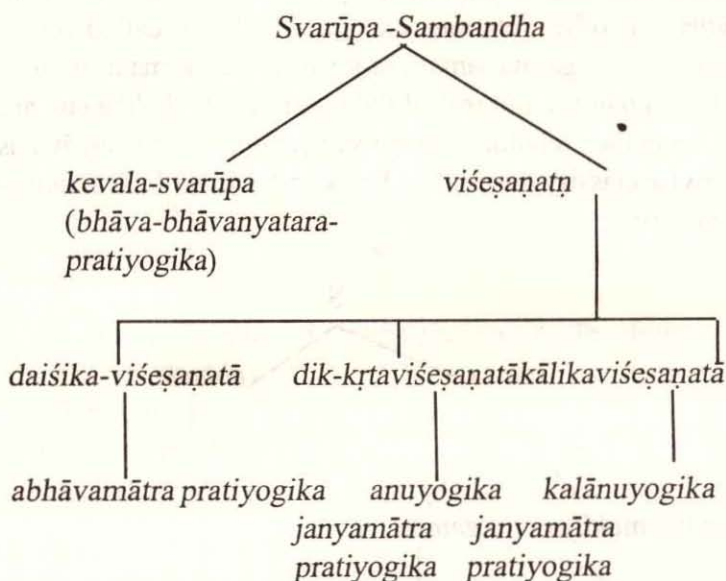 Svarūpa -Sambandha
kevala-svarūpa viśeṣaṇatṇ
(bhāva-bhāvanyatara-
pratiyogika)
daiśika-viśeṣaṇatā dik-kṛtaviśeṣaṇatākālikaviśeṣaṇatā
abhāvamātra pratiyogika anuyogika kalānuyogika
janyamātra janyamātra
pratiyogika pratiyogika